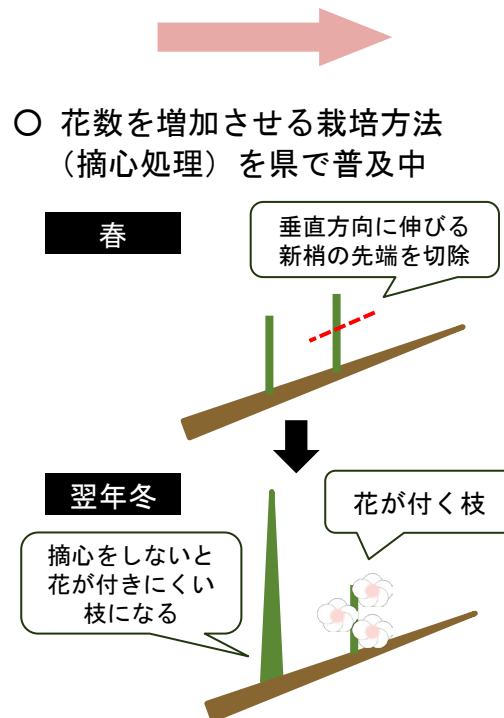 ○ 花数を増加させる栽培方法
（摘心処理）を県で普及中
春
垂直方向に伸びる
新梢の先端を切除
翌年冬
花が付く枝
摘心をしないと
花が付きにくい
枝になる